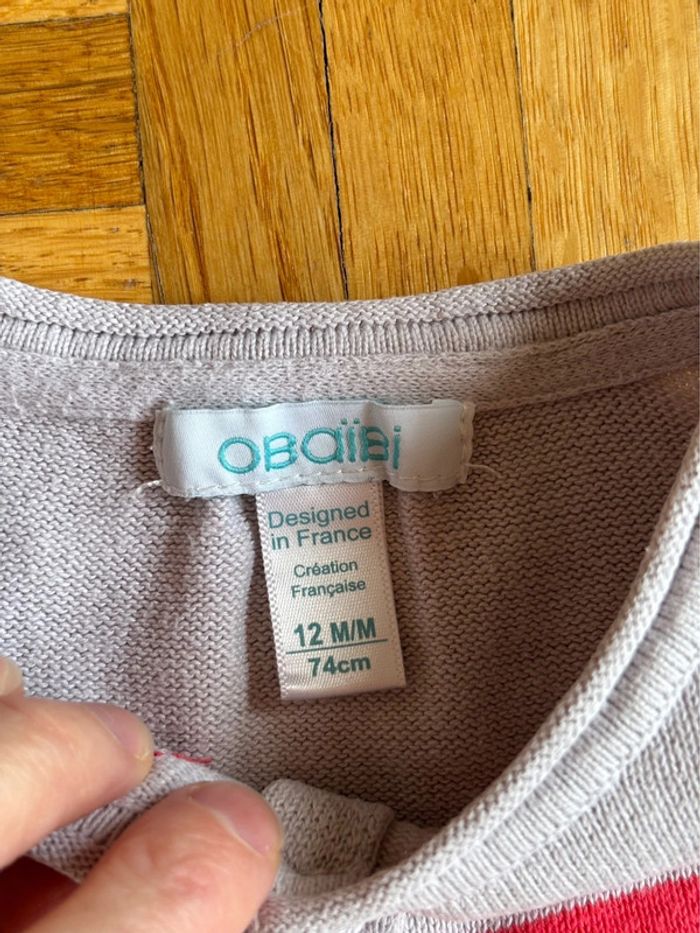 OBaïBi
Designed
in France
Création
Française
12 M/M
74cm